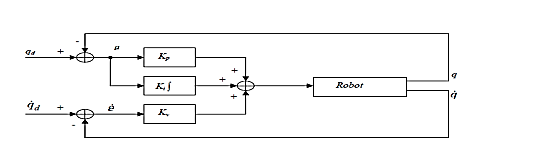 -
q_d + e K_p
+
K_i ∫ + Robot q
+
q̇_d + ė K_v q̇
-